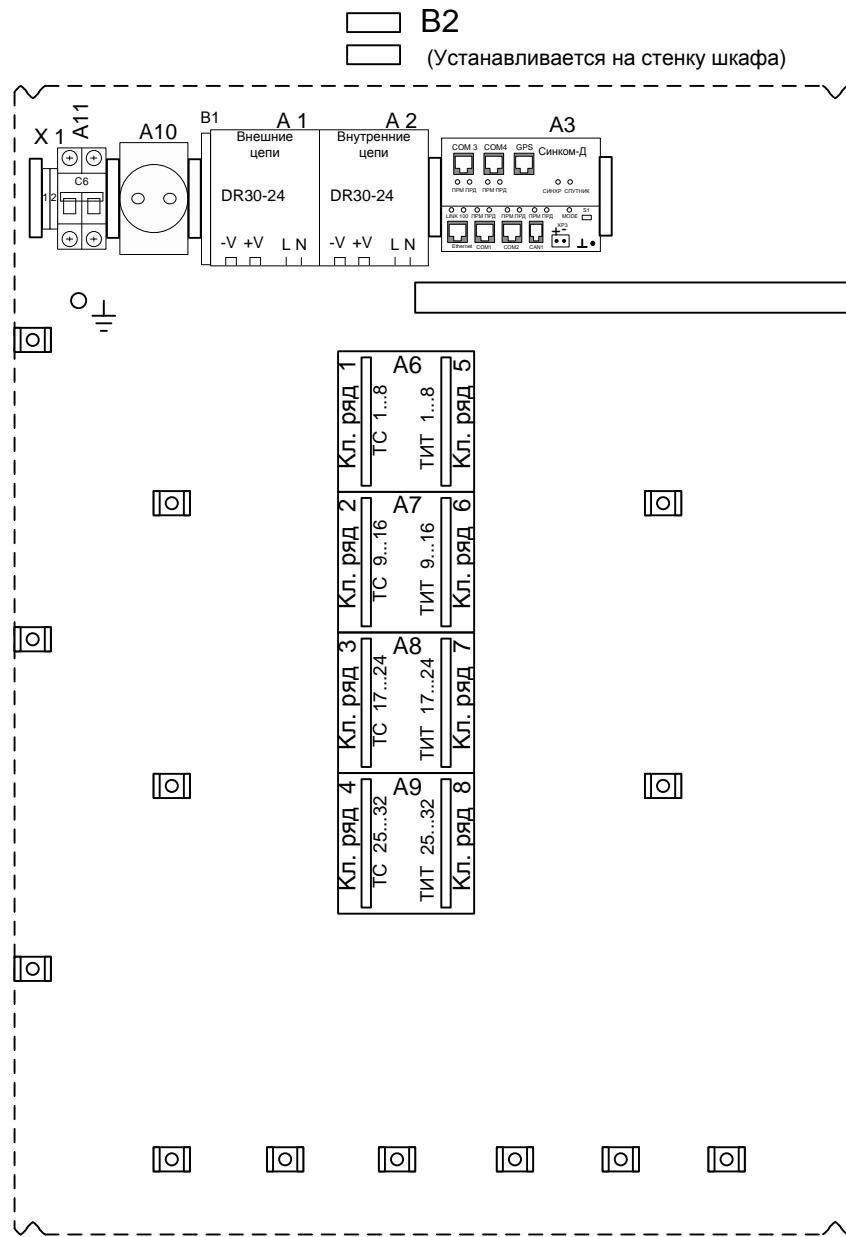 B2
(Устанавливается на стенку шкафа)
X 1
A11
A10
B1
A 1
A 2
A3
1 2
C6
Внешние
цепи
DR30-24
-V +V L N
Внутренние
цепи
DR30-24
-V +V L N
COM 3 COM4 GPS
Синком-Д
ПРМ ПРД ПРМ ПРД
СИНХР СПУТНИК
LINK 100 ПРМ ПРД ПРМ ПРД ПРМ ПРД MODE S1
XP3
+ -
Ethernet COM1 COM2 CAN1
Кл. ряд 1
ТС 1...8
A6
ТИТ 1...8
Кл. ряд 5
Кл. ряд 2
ТС 9...16
A7
ТИТ 9...16
Кл. ряд 6
Кл. ряд 3
ТС 17...24
A8
ТИТ 17...24
Кл. ряд 7
Кл. ряд 4
ТС 25...32
A9
ТИТ 25...32
Кл. ряд 8